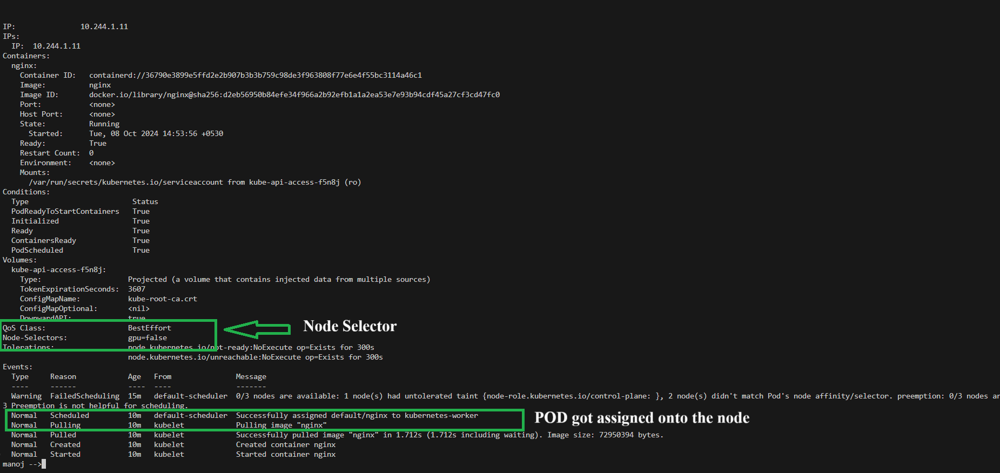 IP:               10.244.1.11
IPs:
  IP:  10.244.1.11
Containers:
  nginx:
    Container ID:   containerd://36790e3899e5ffd2e2b907b3b3b759c98de3f963808f77e6e4f55bc3114a46c1
    Image:          nginx
    Image ID:       docker.io/library/nginx@sha256:d2eb56950b84efe34f966a2b92efb1a1a2ea53e7e93b94cdf45a27cf3cd47fc0
    Port:           <none>
    Host Port:      <none>
    State:          Running
      Started:      Tue, 08 Oct 2024 14:53:56 +0530
    Ready:          True
    Restart Count:  0
    Environment:    <none>
    Mounts:
      /var/run/secrets/kubernetes.io/serviceaccount from kube-api-access-f5n8j (ro)
Conditions:
  Type                        Status
  PodReadyToStartContainers   True
  Initialized                 True
  Ready                       True
  ContainersReady             True
  PodScheduled                True
Volumes:
  kube-api-access-f5n8j:
    Type:                    Projected (a volume that contains injected data from multiple sources)
    TokenExpirationSeconds:  3607
    ConfigMapName:           kube-root-ca.crt
    ConfigMapOptional:       <nil>
    DownwardAPI:             true
QoS Class:                   BestEffort
Node Selector
Node-Selectors:              gpu=false
Tolerations:                 node.kubernetes.io/not-ready:NoExecute op=Exists for 300s
                             node.kubernetes.io/unreachable:NoExecute op=Exists for 300s
Events:
  Type     Reason            Age   From               Message
  ----     ------            ----  ----               -------
  Warning  FailedScheduling  15m   default-scheduler  0/3 nodes are available: 1 node(s) had untolerated taint {node-role.kubernetes.io/control-plane: }, 2 node(s) didn't match Pod's node affinity/selector. preemption: 0/3 nodes ar
3 Preemption is not helpful for scheduling.
  Normal   Scheduled         10m   default-scheduler  Successfully assigned default/nginx to kubernetes-worker
POD got assigned onto the node
  Normal   Pulling           10m   kubelet            Pulling image "nginx"
  Normal   Pulled            10m   kubelet            Successfully pulled image "nginx" in 1.712s (1.712s including waiting). Image size: 72950394 bytes.
  Normal   Created           10m   kubelet            Created container nginx
  Normal   Started           10m   kubelet            Started container nginx
manoj -->